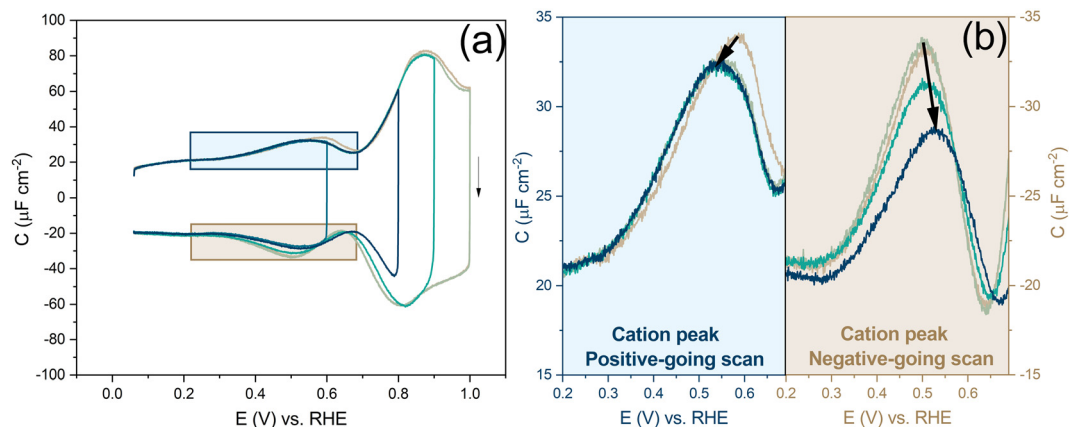 (a)
100
80
60
40
20
0
-20
-40
-60
-80
-100
C (μF cm⁻²)
0.0 0.2 0.4 0.6 0.8 1.0
E (V) vs. RHE
(b)
35
30
25
20
15
C (μF cm⁻²)
Cation peak
Positive-going scan
0.2 0.3 0.4 0.5 0.6
E (V) vs. RHE
Cation peak
Negative-going scan
0.2 0.3 0.4 0.5 0.6
E (V) vs. RHE
-35
-30
-25
-20
-15
C (μF cm⁻²)